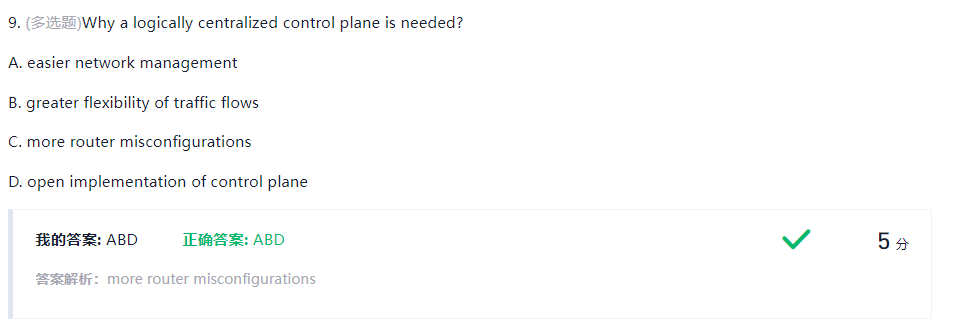 9. (多选题)Why a logically centralized control plane is needed?
A. easier network management
B. greater flexibility of traffic flows
C. more router misconfigurations
D. open implementation of control plane
我的答案: ABD 正确答案: ABD 5 分
答案解析: more router misconfigurations